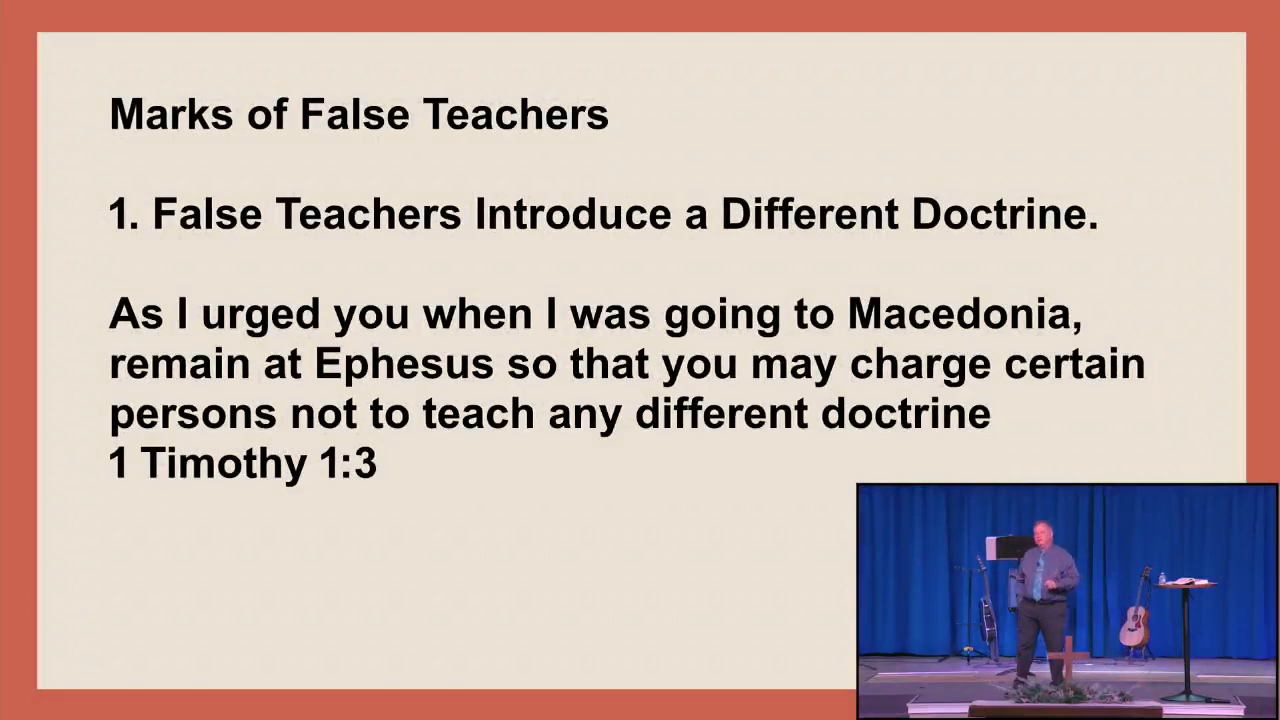 Marks of False Teachers
1. False Teachers Introduce a Different Doctrine.
As I urged you when I was going to Macedonia,
remain at Ephesus so that you may charge certain
persons not to teach any different doctrine
1 Timothy 1:3